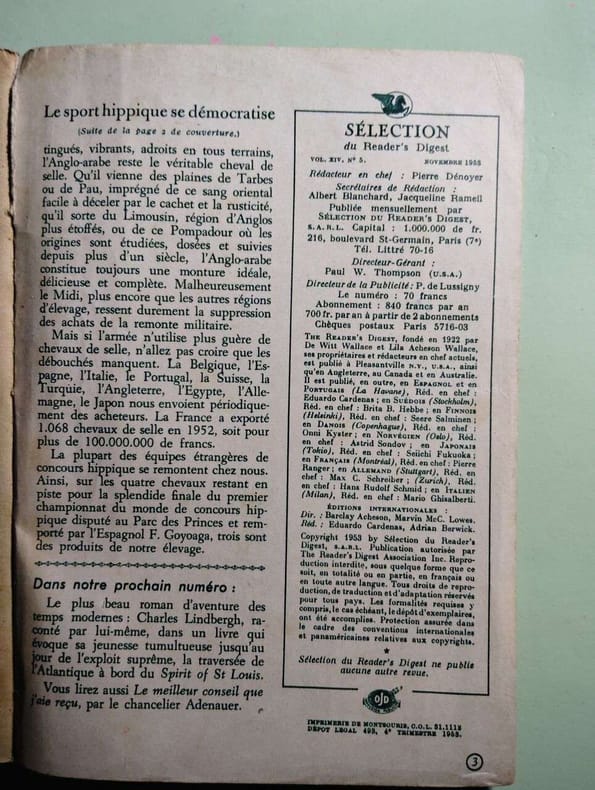 Le sport hippique se démocratise
(Suite de la page 2 de couverture.)
tingués, vibrants, adroits en tous terrains,
l'Anglo-arabe reste le véritable cheval de
selle. Qu'il vienne des plaines de Tarbes
ou de Pau, imprégné de ce sang oriental
facile à déceler par le cachet et la rusticité,
qu'il sorte du Limousin, région d'Anglos
plus étoffés, ou de ce Pompadour où les
origines sont étudiées, dosées et suivies
depuis plus d'un siècle, l'Anglo-arabe
constitue toujours une monture idéale,
délicieuse et complète. Malheureusement
le Midi, plus encore que les autres régions
d'élevage, ressent durement la suppression
des achats de la remonte militaire.
Mais si l'armée n'utilise plus guère de
chevaux de selle, n'allez pas croire que les
débouchés manquent. La Belgique, l'Es-
pagne, l'Italie, le Portugal, la Suisse, la
Turquie, l'Angleterre, l'Egypte, l'Alle-
magne, le Japon nous envoient périodique-
ment des acheteurs. La France a exporté
1.068 chevaux de selle en 1952, soit pour
plus de 100.000.000 de francs.
La plupart des équipes étrangères de
concours hippique se remontent chez nous.
Ainsi, sur les quatre chevaux restant en
piste pour la splendide finale du premier
championnat du monde de concours hip-
pique disputé au Parc des Princes et rem-
porté par l'Espagnol F. Goyoaga, trois sont
des produits de notre élevage.
Dans notre prochain numéro :
Le plus beau roman d'aventure des
temps modernes : Charles Lindbergh, ra-
conté par lui-même, dans un livre qui
évoque sa jeunesse tumultueuse jusqu'au
jour de l'exploit suprême, la traversée de
l'Atlantique à bord du Spirit of St Louis.
Vous lirez aussi Le meilleur conseil que
j'aie reçu, par le chancelier Adenauer.
SÉLECTION
du Reader's Digest
VOL. XIV, N° 5. NOVEMBRE 1953
Rédacteur en chef : Pierre Dénoyer
Secrétaires de Rédaction :
Albert Blanchard, Jacqueline Ramell
Publiée mensuellement par
SÉLECTION DU READER'S DIGEST,
S.A.R.L. Capital : 1.000.000 de fr.
216, boulevard St-Germain, Paris (7e)
Tél. Littré 70-16
Directeur-Gérant :
Paul W. Thompson (U.S.A.)
Directeur de la Publicité : P. de Lussigny
Le numéro : 70 francs
Abonnement : 840 francs par an
700 fr. par an à partir de 2 abonnements
Chèques postaux Paris 5716-03
THE READER'S DIGEST, fondé en 1922 par
De Witt Wallace et Lila Acheson Wallace,
ses propriétaires et rédacteurs en chef actuels,
est publié à Pleasantville N.Y., U.S.A., ainsi
qu'en Angleterre, au Canada et en Australie.
Il est publié, en outre, en ESPAGNOL et en
PORTUGAIS (La Havane), Réd. en chef :
Eduardo Cardenas ; en SUÉDOIS (Stockholm),
Réd. en chef : Brita B. Hebbe ; en FINNOIS
(Helsinki), Réd. en chef : Seere Salminen ;
en DANOIS (Copenhague), Réd. en chef :
Onni Kyster ; en NORVÉGIEN (Oslo), Réd.
en chef : Astrid Sondov ; en JAPONAIS
(Tokio), Réd. en chef : Seiichi Fukuoka ;
en FRANÇAIS (Montréal), Réd. en chef : Pierre
Ranger ; en ALLEMAND (Stuttgart), Réd. en
chef : Max C. Schreiber ; (Zurich), Réd.
en chef : Hans Rudolf Schmid ; en ITALIEN
(Milan), Réd. en chef : Mario Ghisalberti.
ÉDITIONS INTERNATIONALES :
Dir. : Barclay Acheson, Marvin McC. Lowes.
Réd. : Eduardo Cardenas, Adrian Berwick.
Copyright 1953 by Sélection du Reader's
Digest, S.A.R.L. Publication autorisée par
The Reader's Digest Association Inc. Repro-
duction interdite, sous quelque forme que ce
soit, en totalité ou en partie, en français ou
en toute autre langue. Tous droits de repro-
duction, de traduction et d'adaptation réservés
pour tous pays. Les formalités requises y
compris, le cas échéant, le dépôt d'exemplaires,
ont été accomplies. Protection assurée dans
le cadre des conventions internationales
et panaméricaines relatives aux copyrights.
Sélection du Reader's Digest ne publie
aucune autre revue.
OJD
IMPRIMERIE DE MONTSOURIS, C.O.L. 31.1112
DÉPOT LEGAL 493, 4e TRIMESTRE 1953.
3